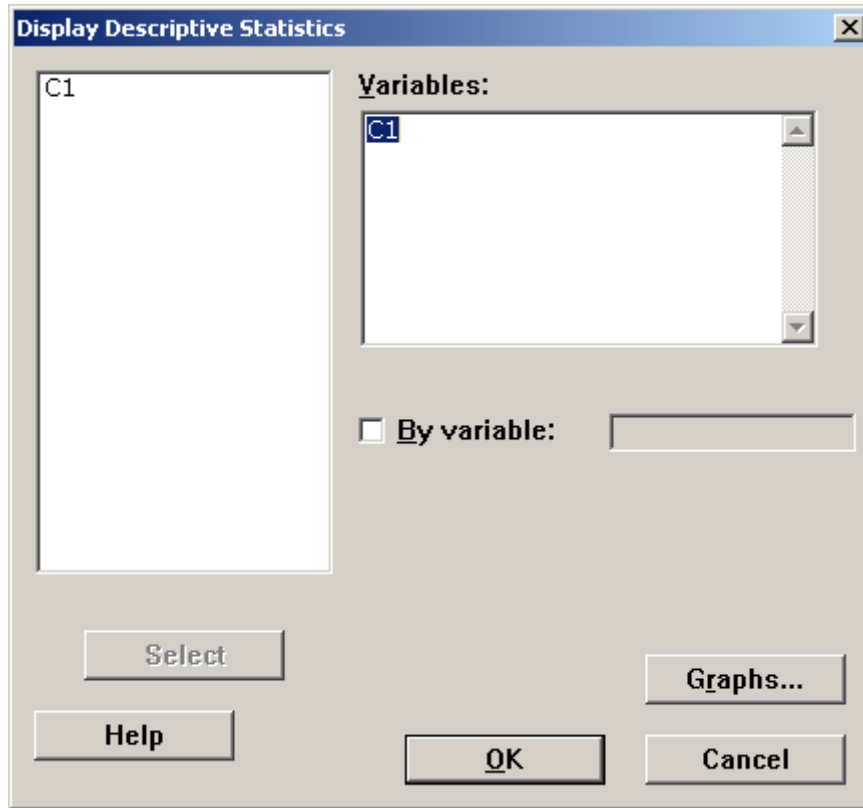 Display Descriptive Statistics
C1
Variables:
C1
By variable:
Select
Graphs...
Help
OK
Cancel